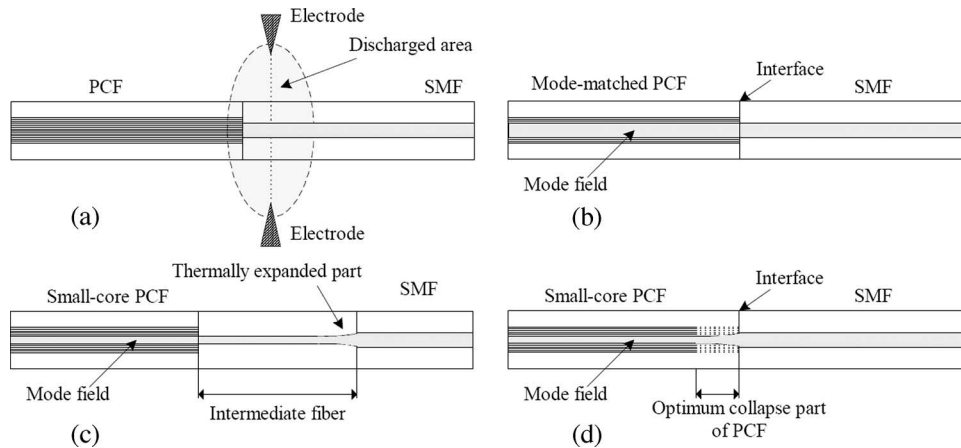 Electrode
Discharged area
PCF
SMF
Electrode
(a)
Interface
Mode-matched PCF
SMF
Mode field
(b)
Thermally expanded part
Small-core PCF
SMF
Mode field
Intermediate fiber
(c)
Interface
Small-core PCF
SMF
Mode field
Optimum collapse part
of PCF
(d)